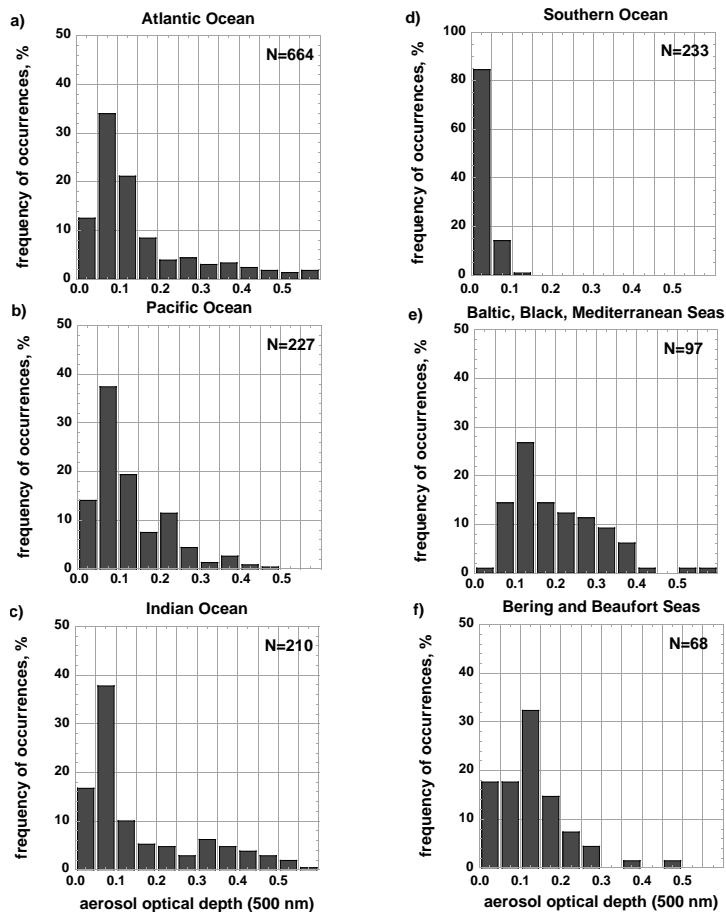 a)
Atlantic Ocean
N=664
frequency of occurrences, %
50
40
30
20
10
0
0.0 0.1 0.2 0.3 0.4 0.5
b)
Pacific Ocean
N=227
frequency of occurrences, %
50
40
30
20
10
0
0.0 0.1 0.2 0.3 0.4 0.5
c)
Indian Ocean
N=210
frequency of occurrences, %
50
40
30
20
10
0
0.0 0.1 0.2 0.3 0.4 0.5
aerosol optical depth (500 nm)
d)
Southern Ocean
N=233
frequency of occurrences, %
100
80
60
40
20
0
0.0 0.1 0.2 0.3 0.4 0.5
e)
Baltic, Black, Mediterranean Seas
N=97
frequency of occurrences, %
50
40
30
20
10
0
0.0 0.1 0.2 0.3 0.4 0.5
f)
Bering and Beaufort Seas
N=68
frequency of occurrences, %
50
40
30
20
10
0
0.0 0.1 0.2 0.3 0.4 0.5
aerosol optical depth (500 nm)